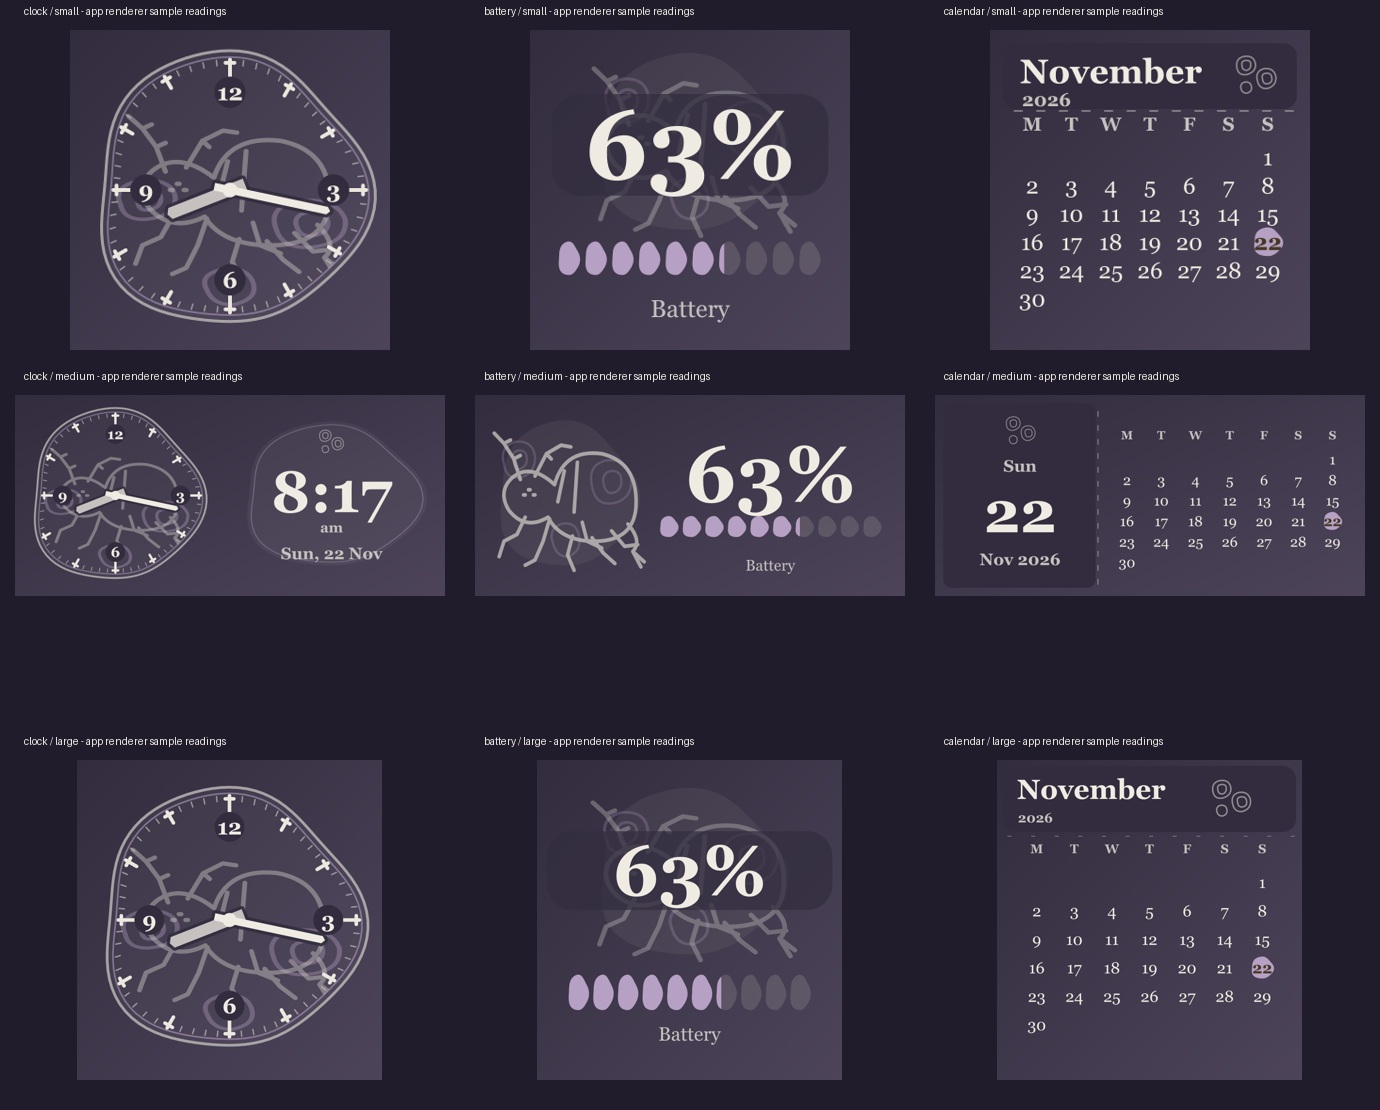 clock / small - app renderer sample readings
12
9
3
6
battery / small - app renderer sample readings
63%
Battery
calendar / small - app renderer sample readings
November
2026
M T W T F S S
1
2 3 4 5 6 7 8
9 10 11 12 13 14 15
16 17 18 19 20 21 22
23 24 25 26 27 28 29
30
clock / medium - app renderer sample readings
12
9
3
6
8:17
am
Sun, 22 Nov
battery / medium - app renderer sample readings
63%
Battery
calendar / medium - app renderer sample readings
Sun
22
Nov 2026
M T W T F S S
1
2 3 4 5 6 7 8
9 10 11 12 13 14 15
16 17 18 19 20 21 22
23 24 25 26 27 28 29
30
clock / large - app renderer sample readings
12
9
3
6
battery / large - app renderer sample readings
63%
Battery
calendar / large - app renderer sample readings
November
2026
M T W T F S S
1
2 3 4 5 6 7 8
9 10 11 12 13 14 15
16 17 18 19 20 21 22
23 24 25 26 27 28 29
30